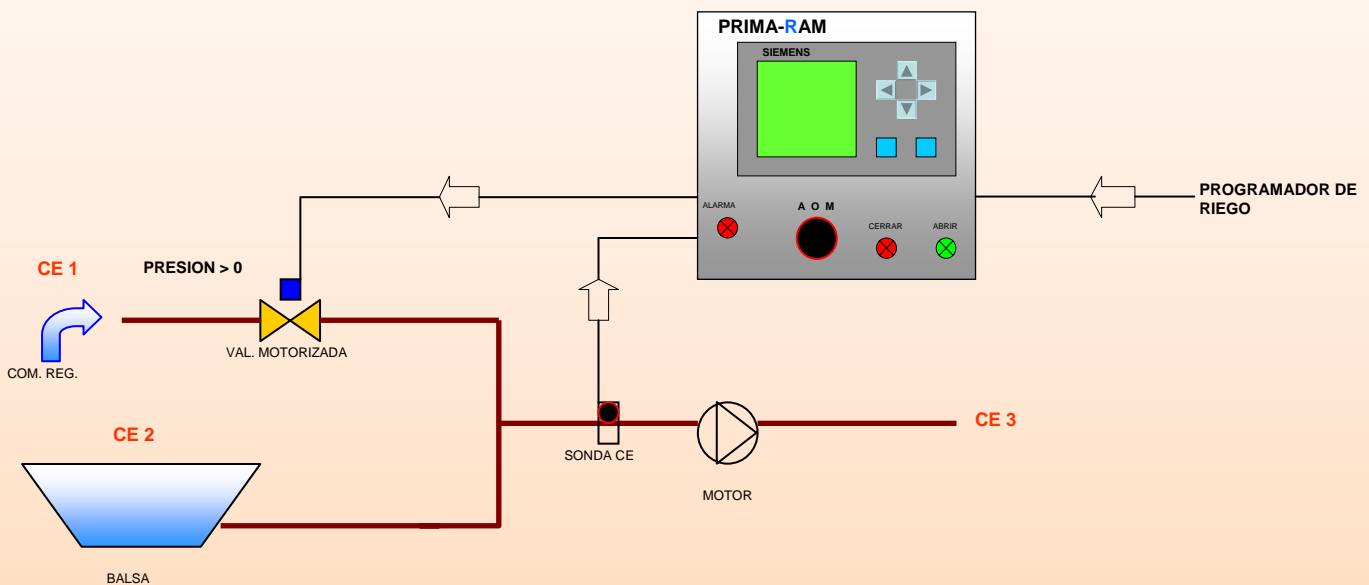 PRIMA-RAM
SIEMENS
ALARMA
A O M
CERRAR
ABRIR
PROGRAMADOR DE
RIEGO
CE 1
PRESION > 0
VAL. MOTORIZADA
COM. REG.
CE 2
SONDA CE
CE 3
MOTOR
BALSA